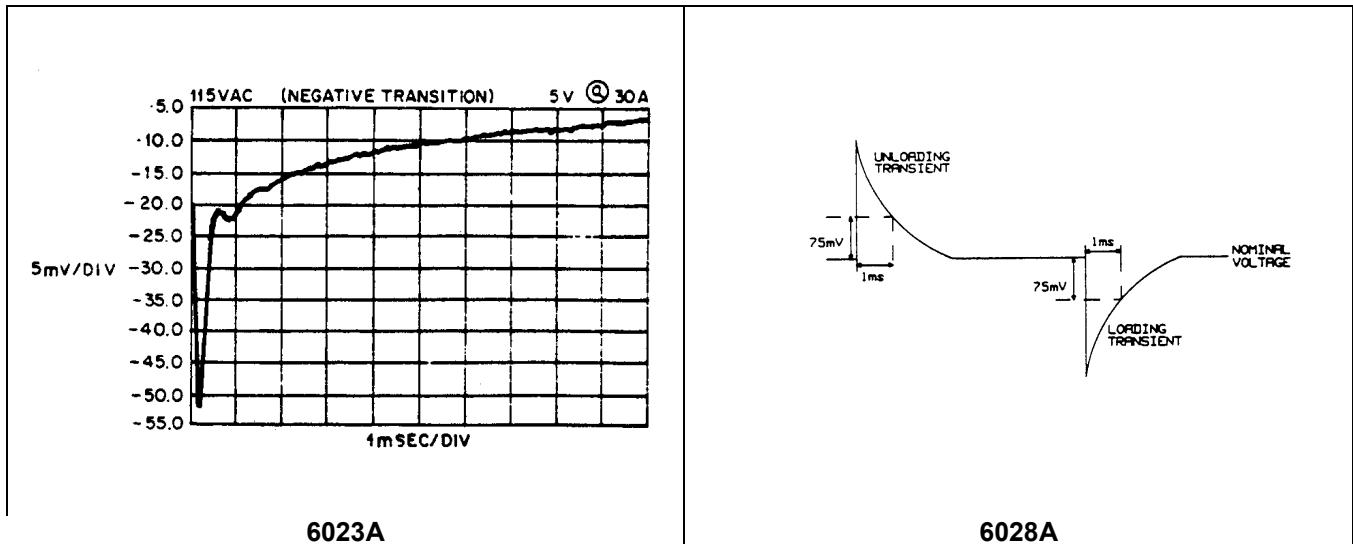 115VAC (NEGATIVE TRANSITION) 5V @ 30A
-5.0
-10.0
-15.0
-20.0
-25.0
5mV/DIV -30.0
-35.0
-40.0
-45.0
-50.0
-55.0
1mSEC/DIV
6023A
UNLOADING
TRANSIENT
75mV
1ms
1ms
75mV
NOMINAL
VOLTAGE
LOADING
TRANSIENT
6028A